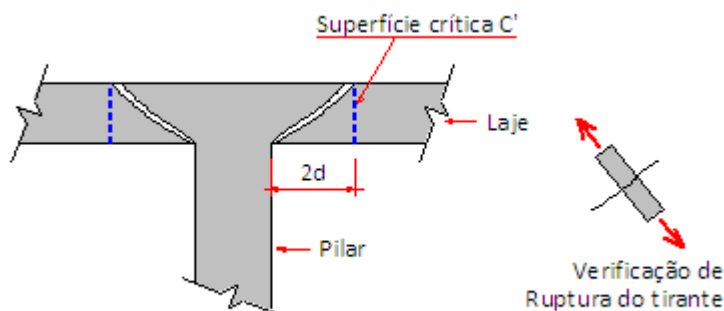 Superfície crítica C'
Laje
2d
Pilar
Verificação de
Ruptura do tirante